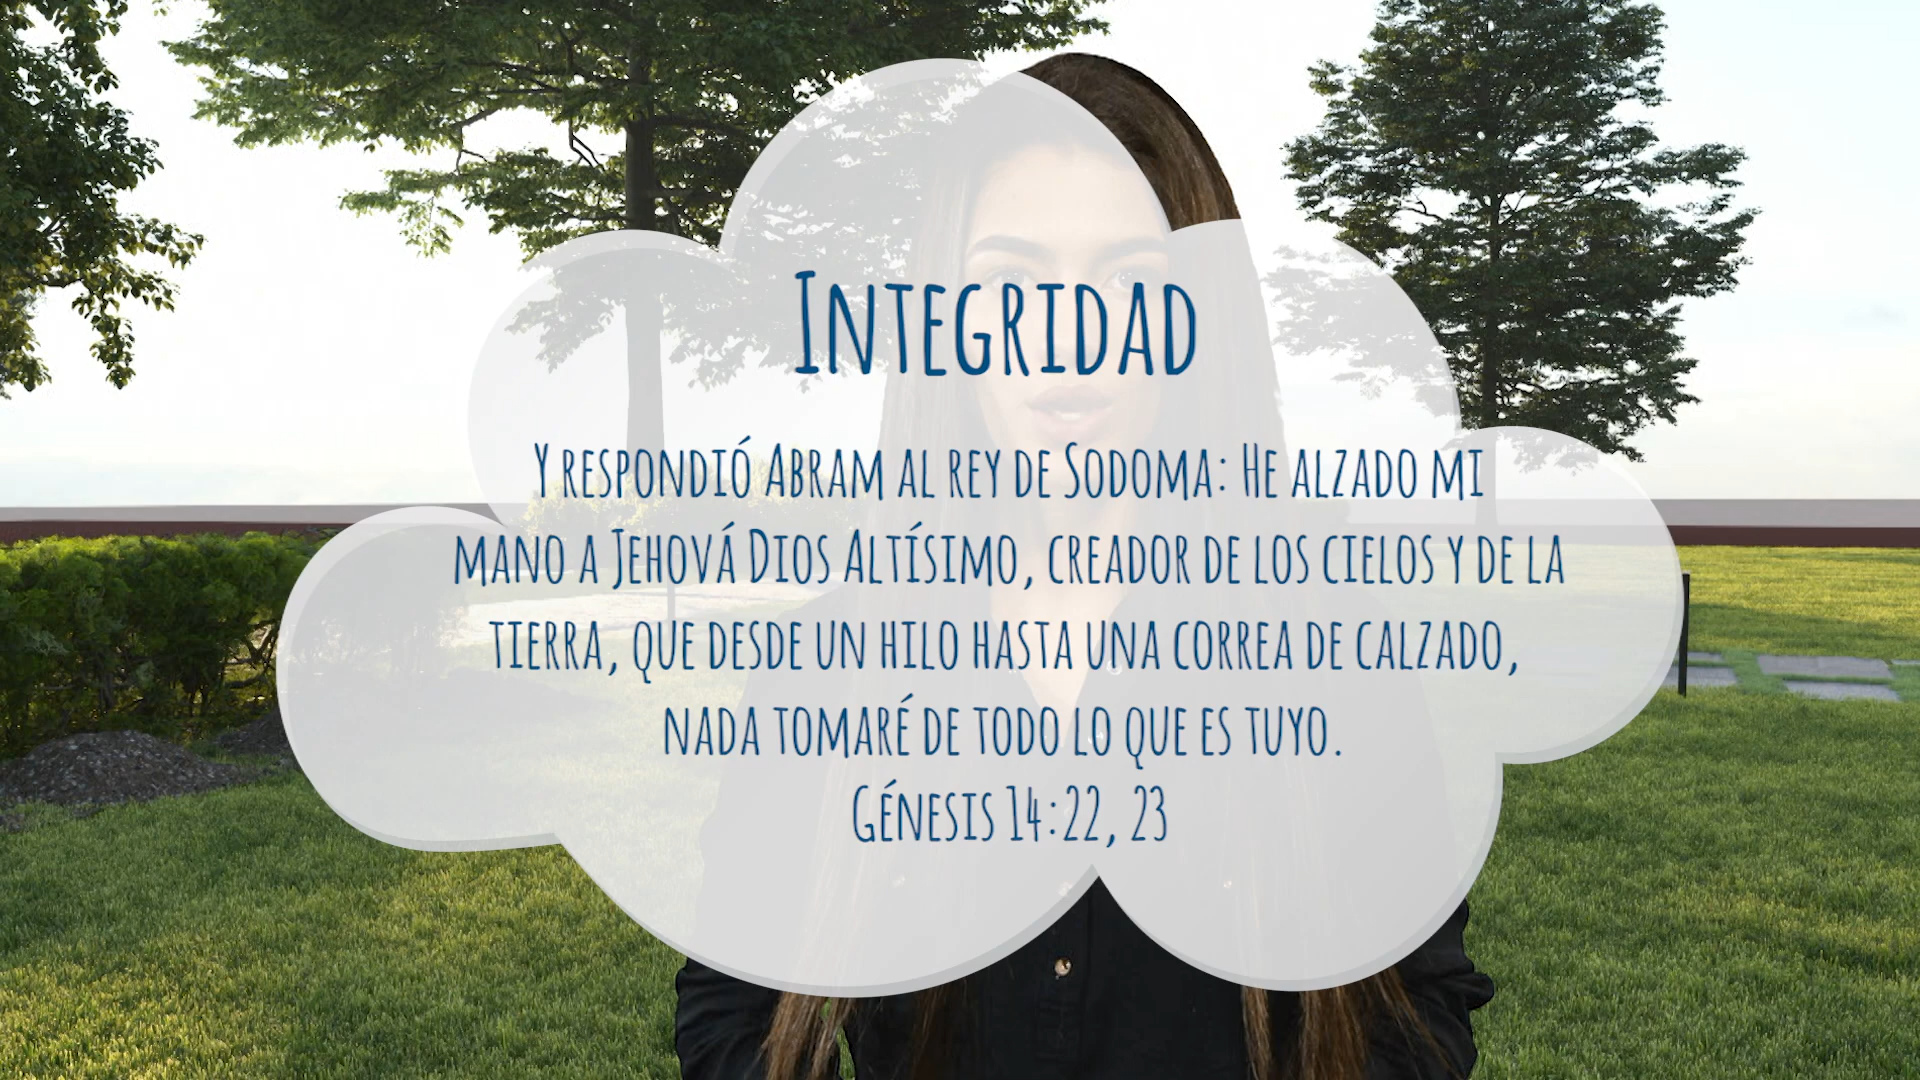 Integridad
Y respondió Abram al rey de Sodoma: He alzado mi
mano a Jehová Dios Altísimo, creador de los cielos y de la
tierra, que desde un hilo hasta una correa de calzado,
nada tomaré de todo lo que es tuyo.
Génesis 14:22, 23